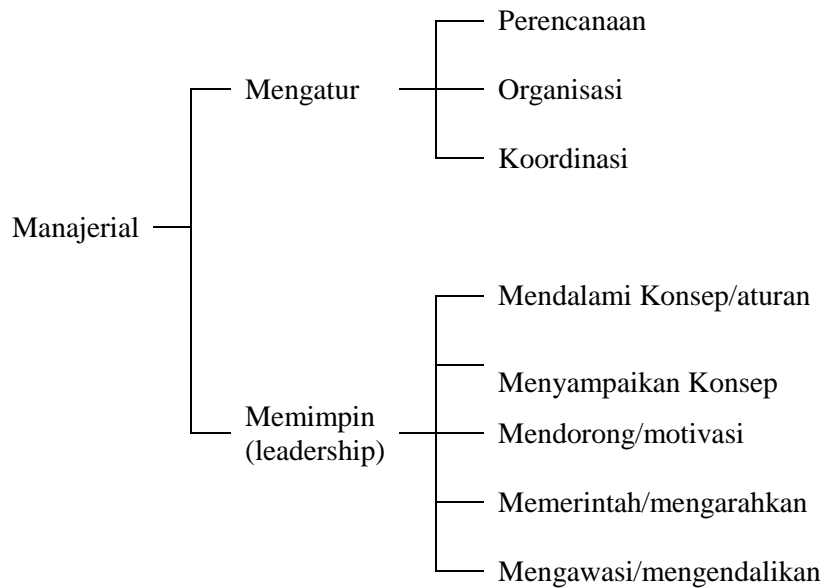 Perencanaan
Mengatur
Organisasi
Koordinasi
Manajerial
Mendalami Konsep/aturan
Menyampaikan Konsep
Memimpin
(leadership)
Mendorong/motivasi
Memerintah/mengarahkan
Mengawasi/mengendalikan